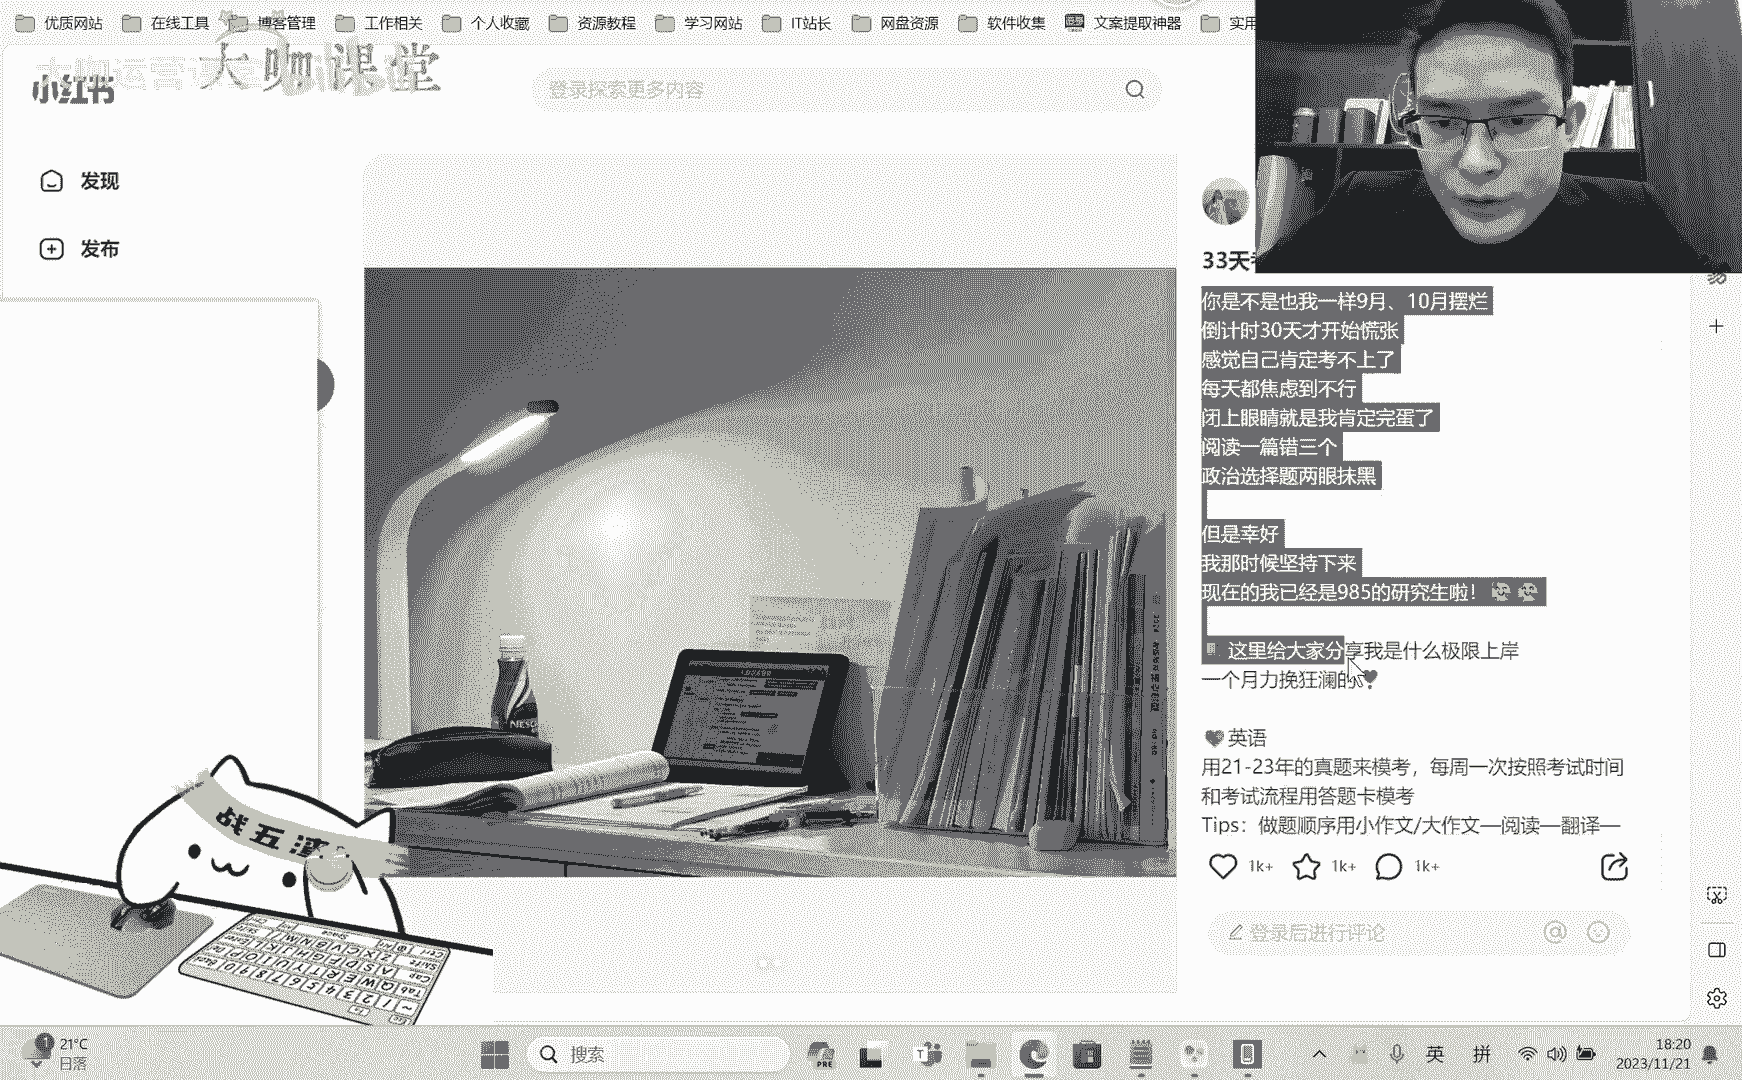 优质网站 在线工具 博客管理 工作相关 个人收藏 资源教程 学习网站 IT站长 网盘资源 软件收集 文案提取神器 实用
大咖课堂
大咖运营课
小红书
登录探索更多内容
发现
发布
33天
你是不是也我一样9月、10月摆烂
倒计时30天才开始慌张
感觉自己肯定考不上了
每天都焦虑到不行
闭上眼睛就是我肯定完蛋了
阅读一篇错三个
政治选择题两眼抹黑
但是幸好
我那时候坚持下来
现在的我已经是985的研究生啦！
这里给大家分享我是什么极限上岸
一个月力挽狂澜的
英语
用21-23年的真题来模考，每周一次按照考试时间
和考试流程用答题卡模考
Tips：做题顺序用小作文/大作文—阅读—翻译—
1k+ 1k+ 1k+
登录后进行评论
NESC
战五渣
21°C
日落
搜索
PRE
英 拼
18:20
2023/11/21